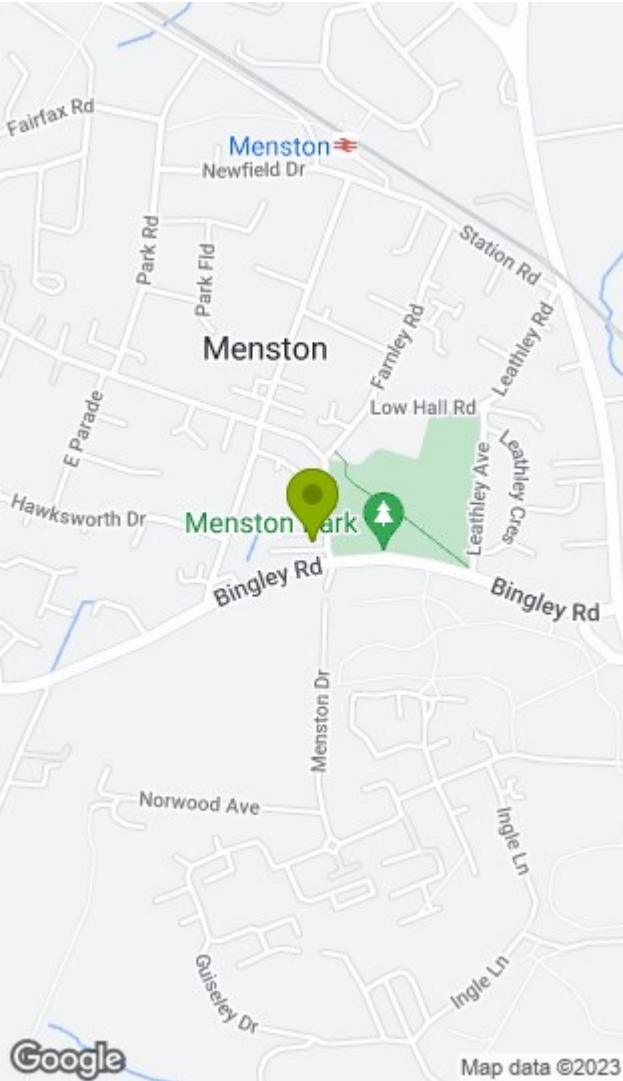 Fairfax Rd
Menston
Newfield Dr
Park Rd
Park Fld
Station Rd
Menston
Farnley Rd
Leathley Rd
Low Hall Rd
E Parade
Leathley Ave
Leathley Cres
Hawksworth Dr
Menston Park
Bingley Rd
Bingley Rd
Menston Dr
Norwood Ave
Ingle Ln
Guiseley Dr
Ingle Ln
Google
Map data ©2023